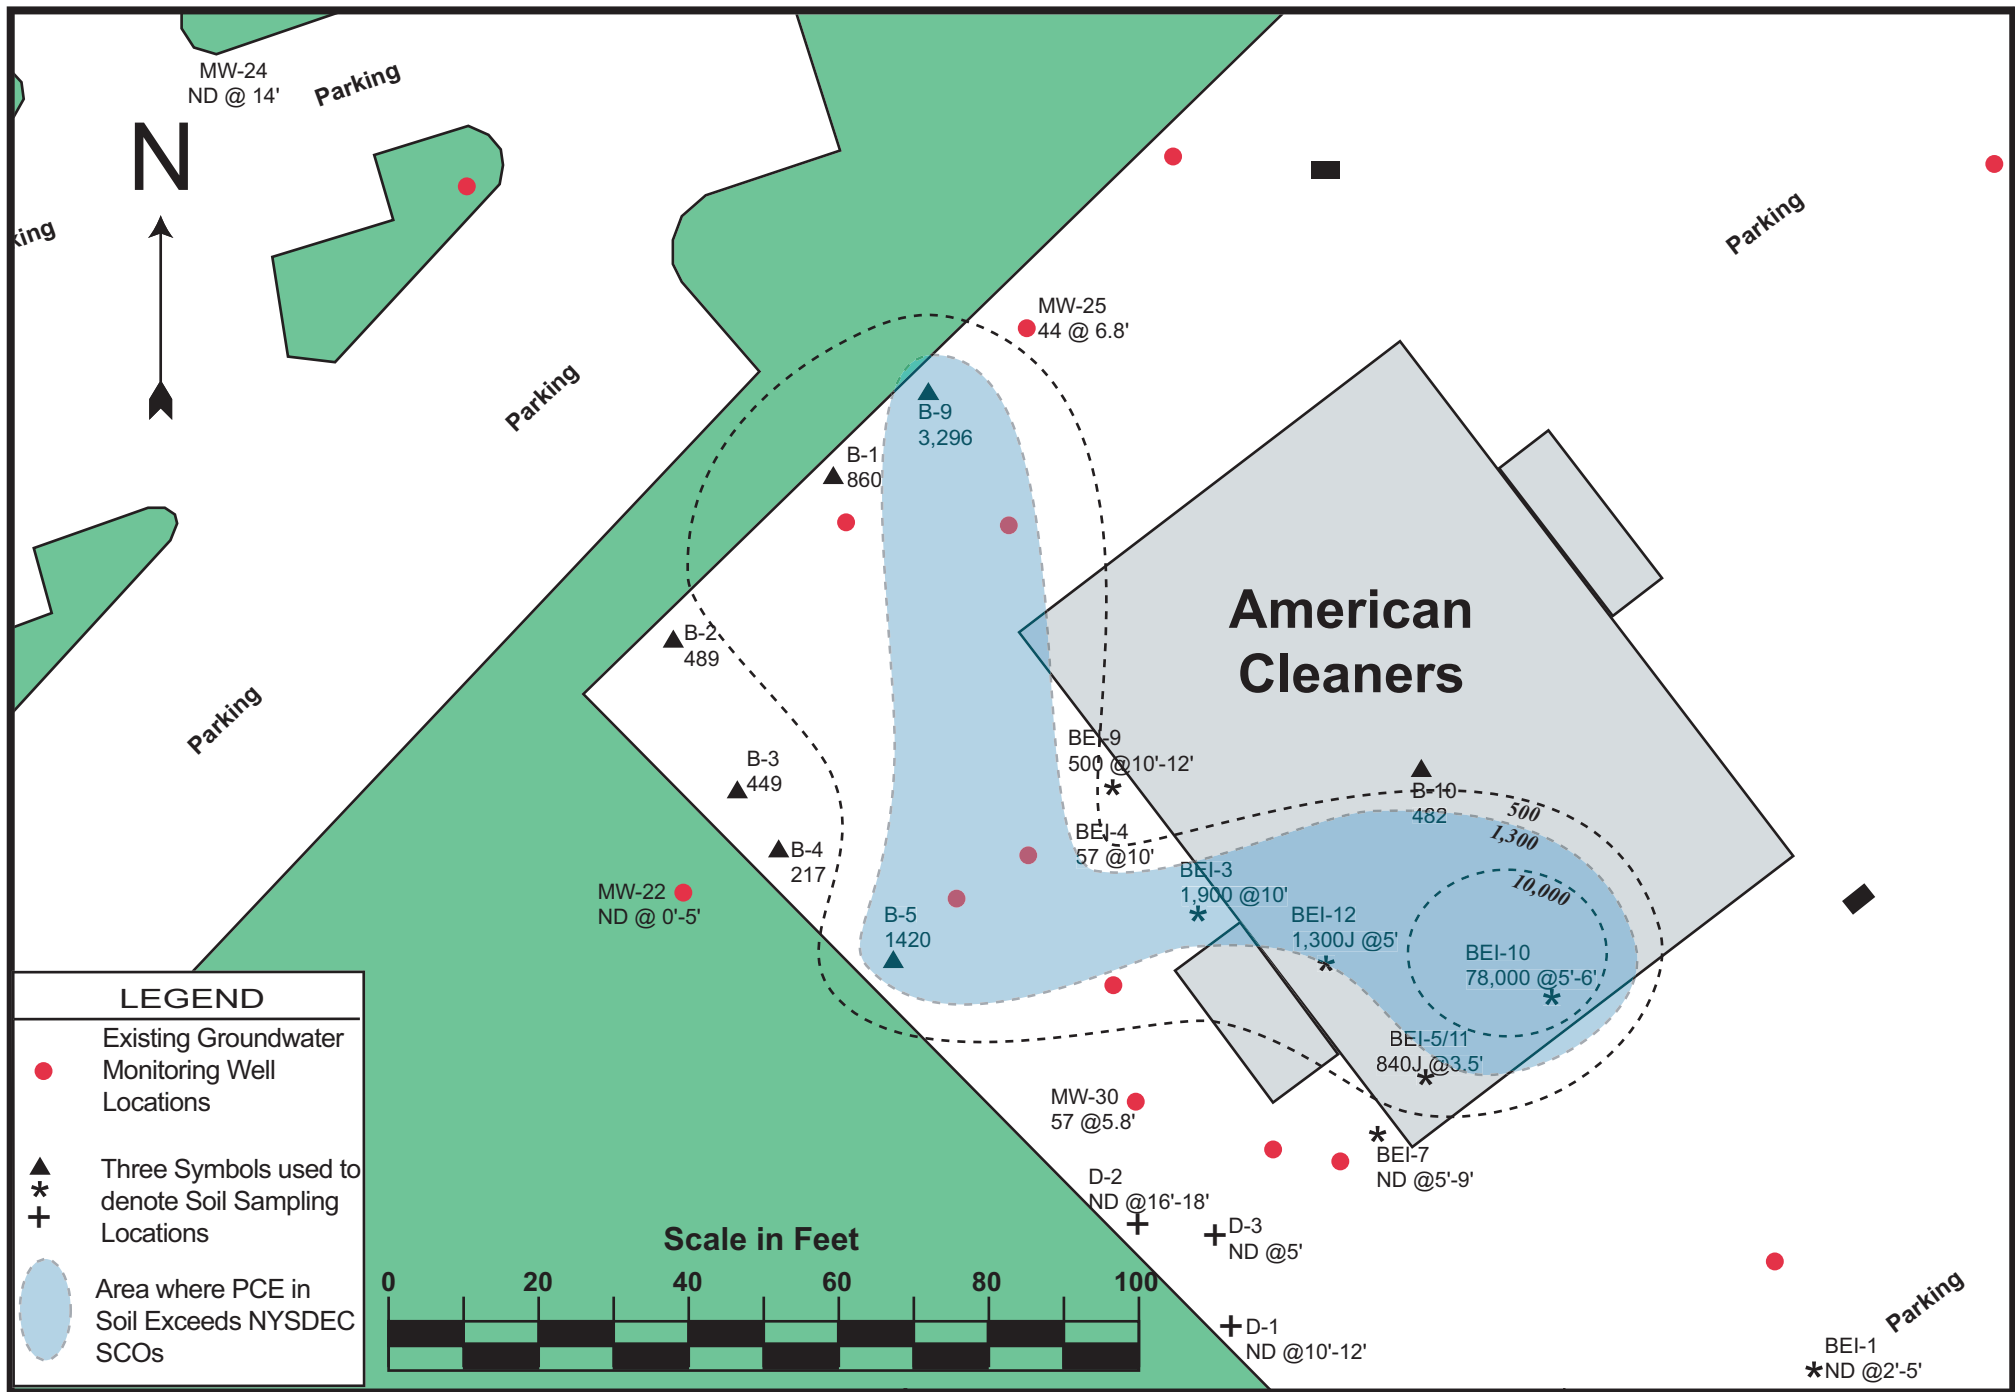 MW-24
ND @ 14'
Parking
N
king
Parking
MW-25
44 @ 6.8'
Parking
B-9
3,296
B-1
860
American
Cleaners
B-2
489
Parking
BEI-9
500 @10'-12'
B-3
449
B-10
482
500
1,300
10,000
BEI-4
57 @10'
B-4
217
BEI-3
1,900 @10'
MW-22
ND @ 0'-5'
B-5
1420
BEI-12
1,300J @5'
BEI-10
78,000 @5'-6'
BEI-5/11
840J @3.5'
MW-30
57 @5.8'
BEI-7
ND @5'-9'
D-2
ND @16'-18'
D-3
ND @5'
D-1
ND @10'-12'
Parking
BEI-1
ND @2'-5'
LEGEND
Existing Groundwater
Monitoring Well
Locations
Three Symbols used to
denote Soil Sampling
Locations
Area where PCE in
Soil Exceeds NYSDEC
SCOs
Scale in Feet
0 20 40 60 80 100